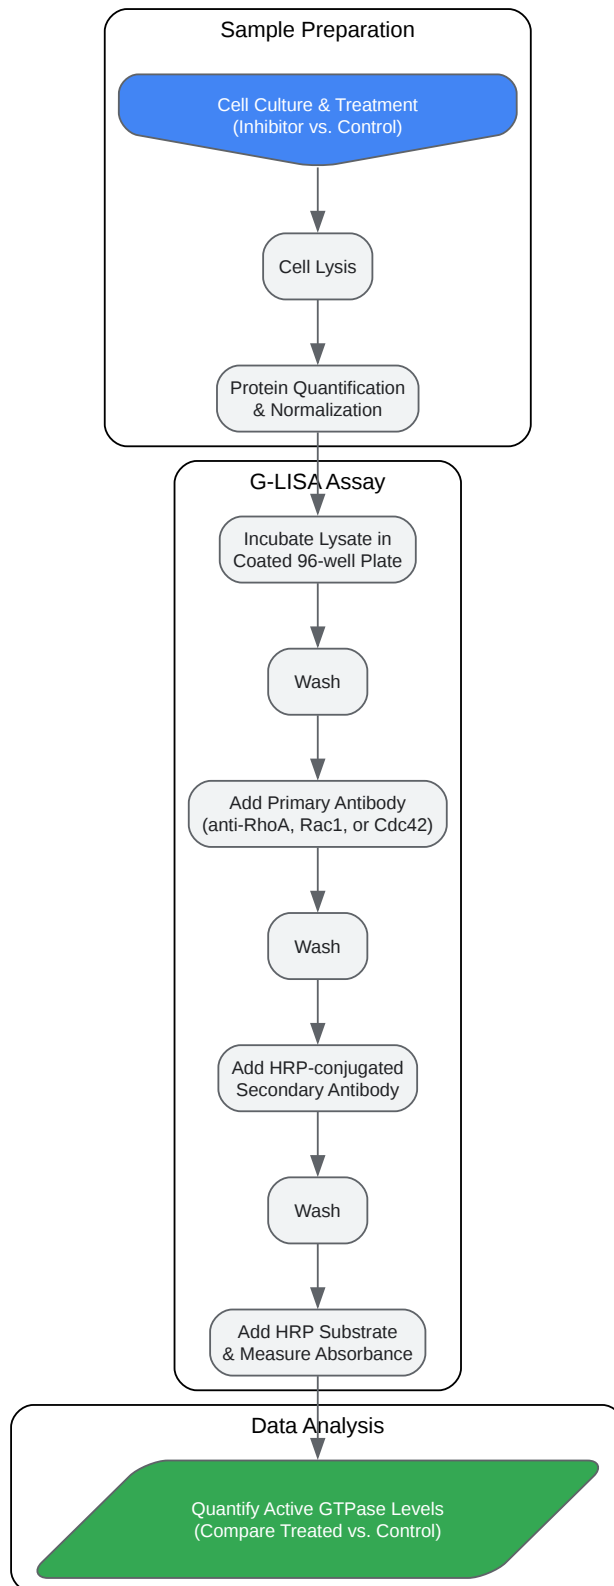 Sample Preparation
Cell Culture & Treatment
(Inhibitor vs. Control)
Cell Lysis
Protein Quantification
& Normalization
G-LISA Assay
Incubate Lysate in
Coated 96-well Plate
Wash
Add Primary Antibody
(anti-RhoA, Rac1, or Cdc42)
Wash
Add HRP-conjugated
Secondary Antibody
Wash
Add HRP Substrate
& Measure Absorbance
Data Analysis
Quantify Active GTPase Levels
(Compare Treated vs. Control)